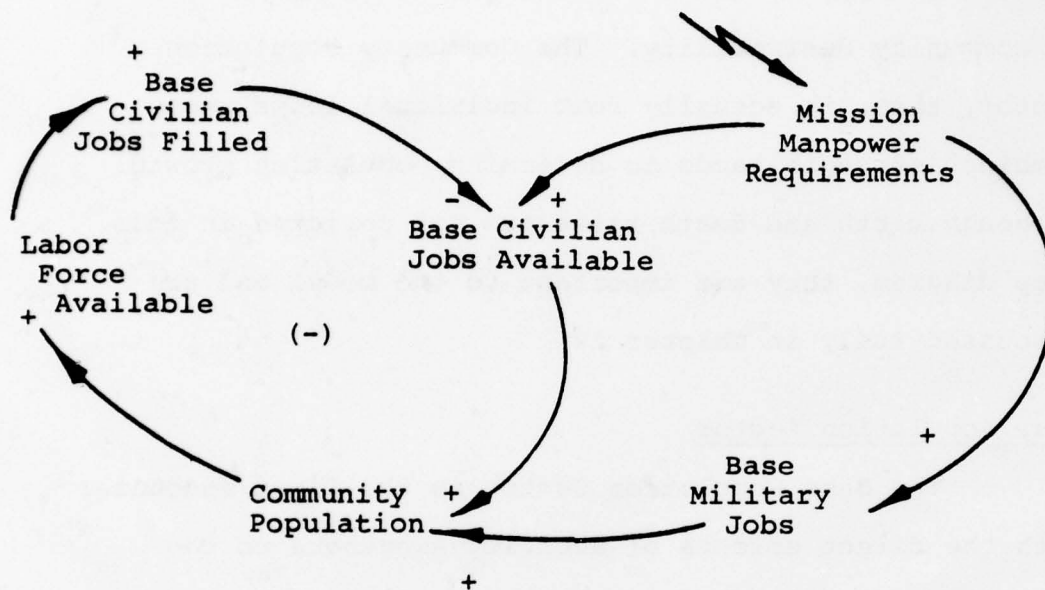 +
Base
Civilian
Jobs Filled
Mission
Manpower
Requirements
- +
Base Civilian
Jobs Available
Labor
Force
Available
+
(-)
+
Base
Military
Jobs
Community
Population
+
+